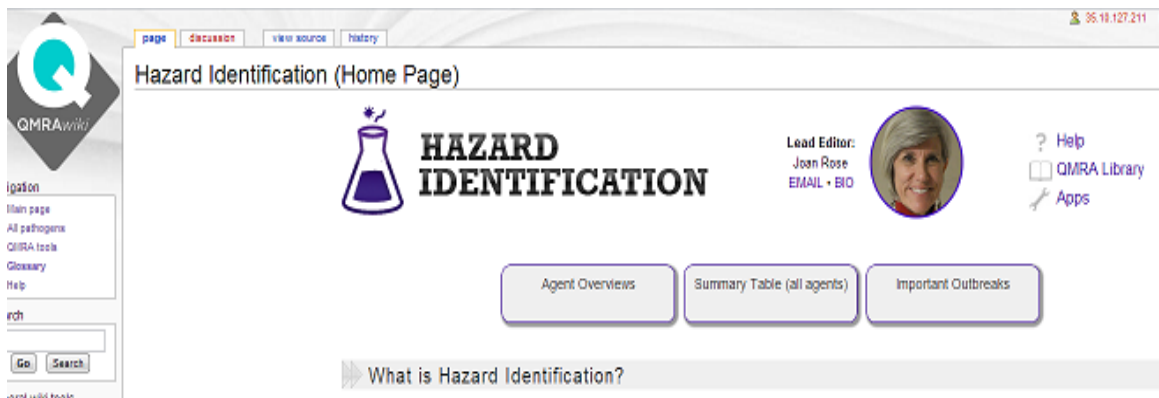 35.10.127.211
page discussion view source history
Hazard Identification (Home Page)
QMRAwiki
HAZARD
IDENTIFICATION
Lead Editor:
Joan Rose
EMAIL • BIO
Help
QMRA Library
Apps
igation
Main page
All pathogens
QMRA tools
Glossary
Help
Agent Overviews
Summary Table (all agents)
Important Outbreaks
rch
Go Search
What is Hazard Identification?